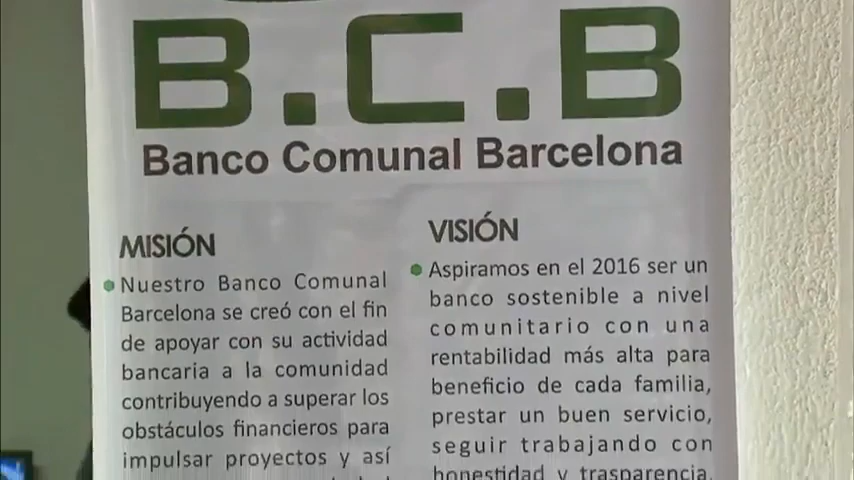 B.C.B
Banco Comunal Barcelona
MISIÓN
Nuestro Banco Comunal
Barcelona se creó con el fin
de apoyar con su actividad
bancaria a la comunidad
contribuyendo a superar los
obstáculos financieros para
impulsar proyectos y así
VISIÓN
Aspiramos en el 2016 ser un
banco sostenible a nivel
comunitario con una
rentabilidad más alta para
beneficio de cada familia,
prestar un buen servicio,
seguir trabajando con
honestidad y trasparencia,